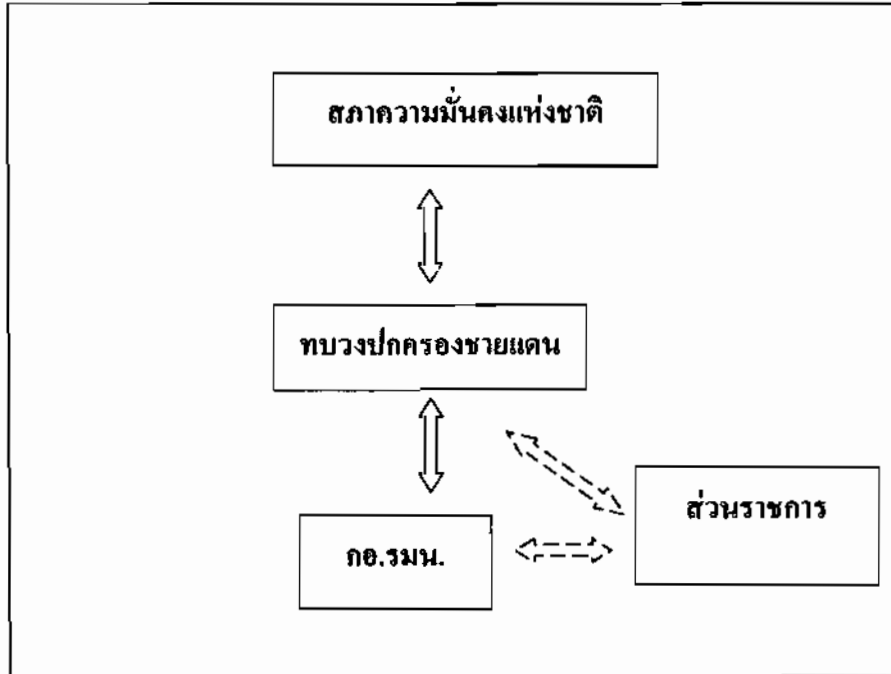 สภาความมั่นคงแห่งชาติ
ทบวงปกครองชายแดน
ส่วนราชการ
กอ.รมน.